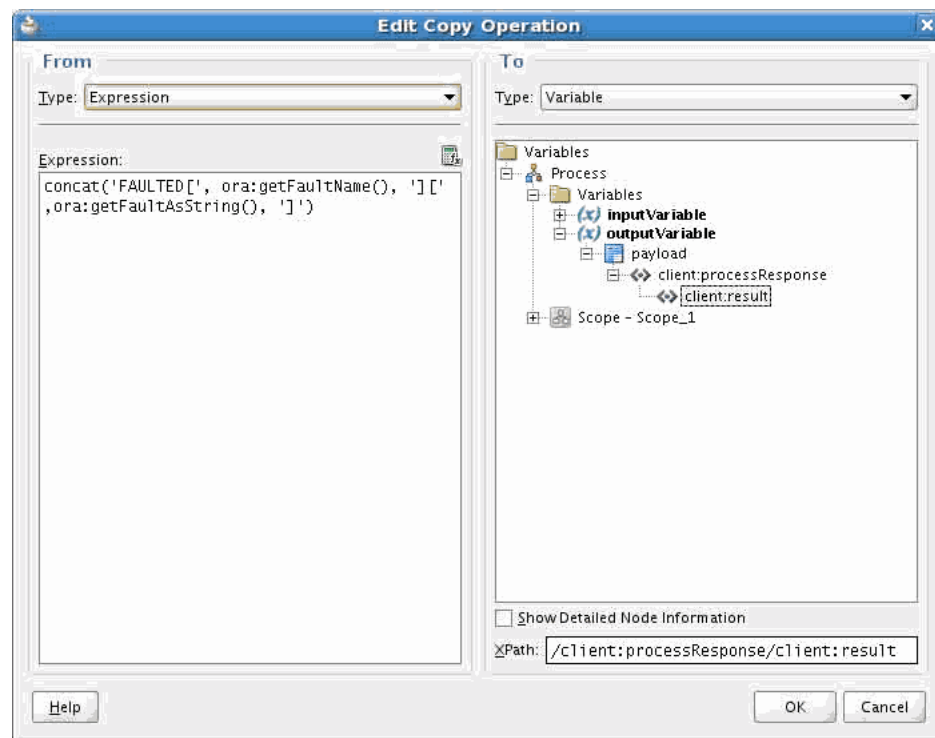 Edit Copy Operation
From
Type: Expression
Expression:
concat('FAULTED[', ora:getFaultName(), ']['
,ora:getFaultAsString(), ']')
To
Type: Variable
Variables
Process
Variables
(x) inputVariable
(x) outputVariable
payload
client:processResponse
client:result
Scope - Scope_1
Show Detailed Node Information
XPath: /client:processResponse/client:result
Help
OK
Cancel